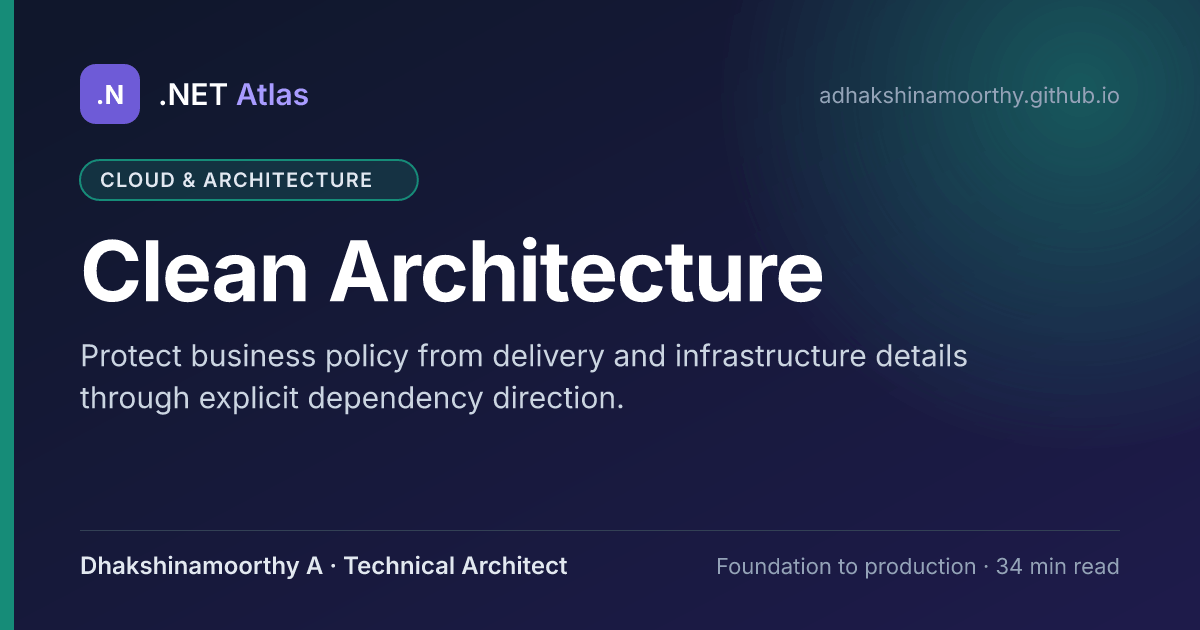 .N
.NET Atlas
adhakshinamoorthy.github.io
CLOUD & ARCHITECTURE
Clean Architecture
Protect business policy from delivery and infrastructure details
through explicit dependency direction.
Dhakshinamoorthy A · Technical Architect
Foundation to production · 34 min read